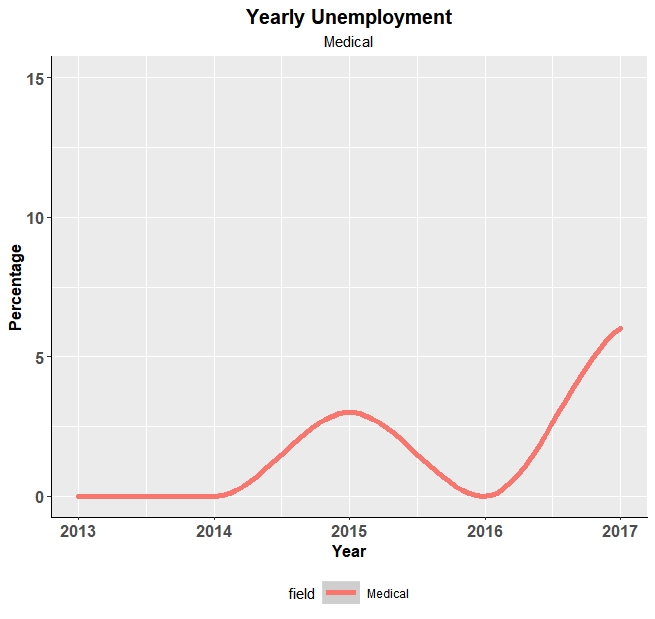 Yearly Unemployment
Medical
15
10
5
0
Percentage
2013 2014 2015 2016 2017
Year
field Medical